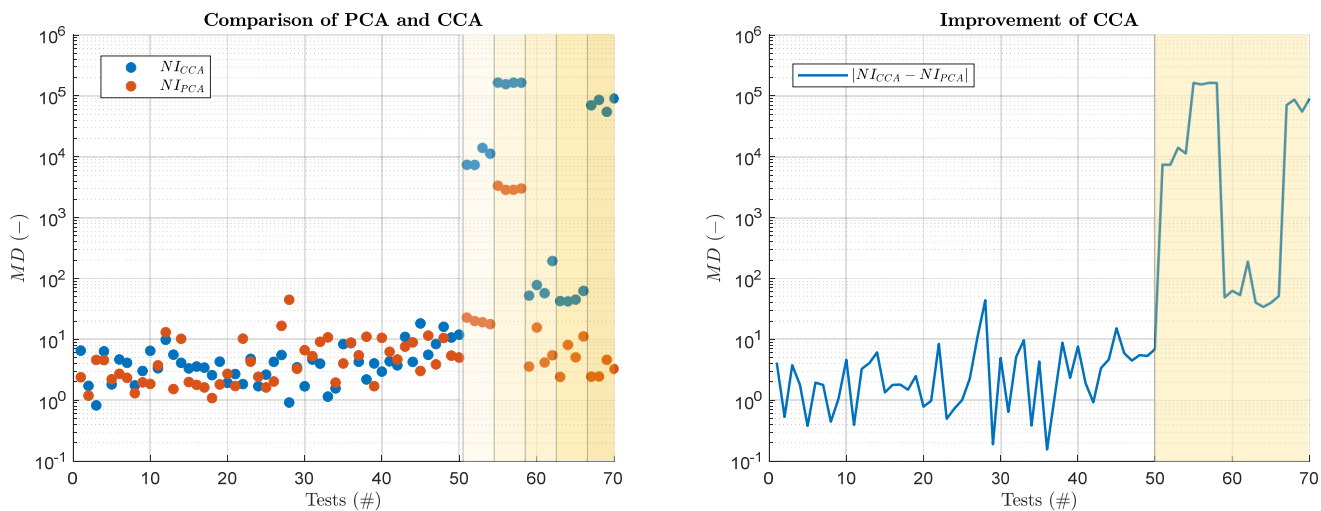 Comparison of PCA and CCA
10^6
10^5
10^4
10^3
10^2
10^1
10^0
10^-1
MD (−)
NI_CCA
NI_PCA
0 10 20 30 40 50 60 70
Tests (#)
Improvement of CCA
10^6
10^5
10^4
10^3
10^2
10^1
10^0
10^-1
MD (−)
|NI_CCA − NI_PCA|
0 10 20 30 40 50 60 70
Tests (#)